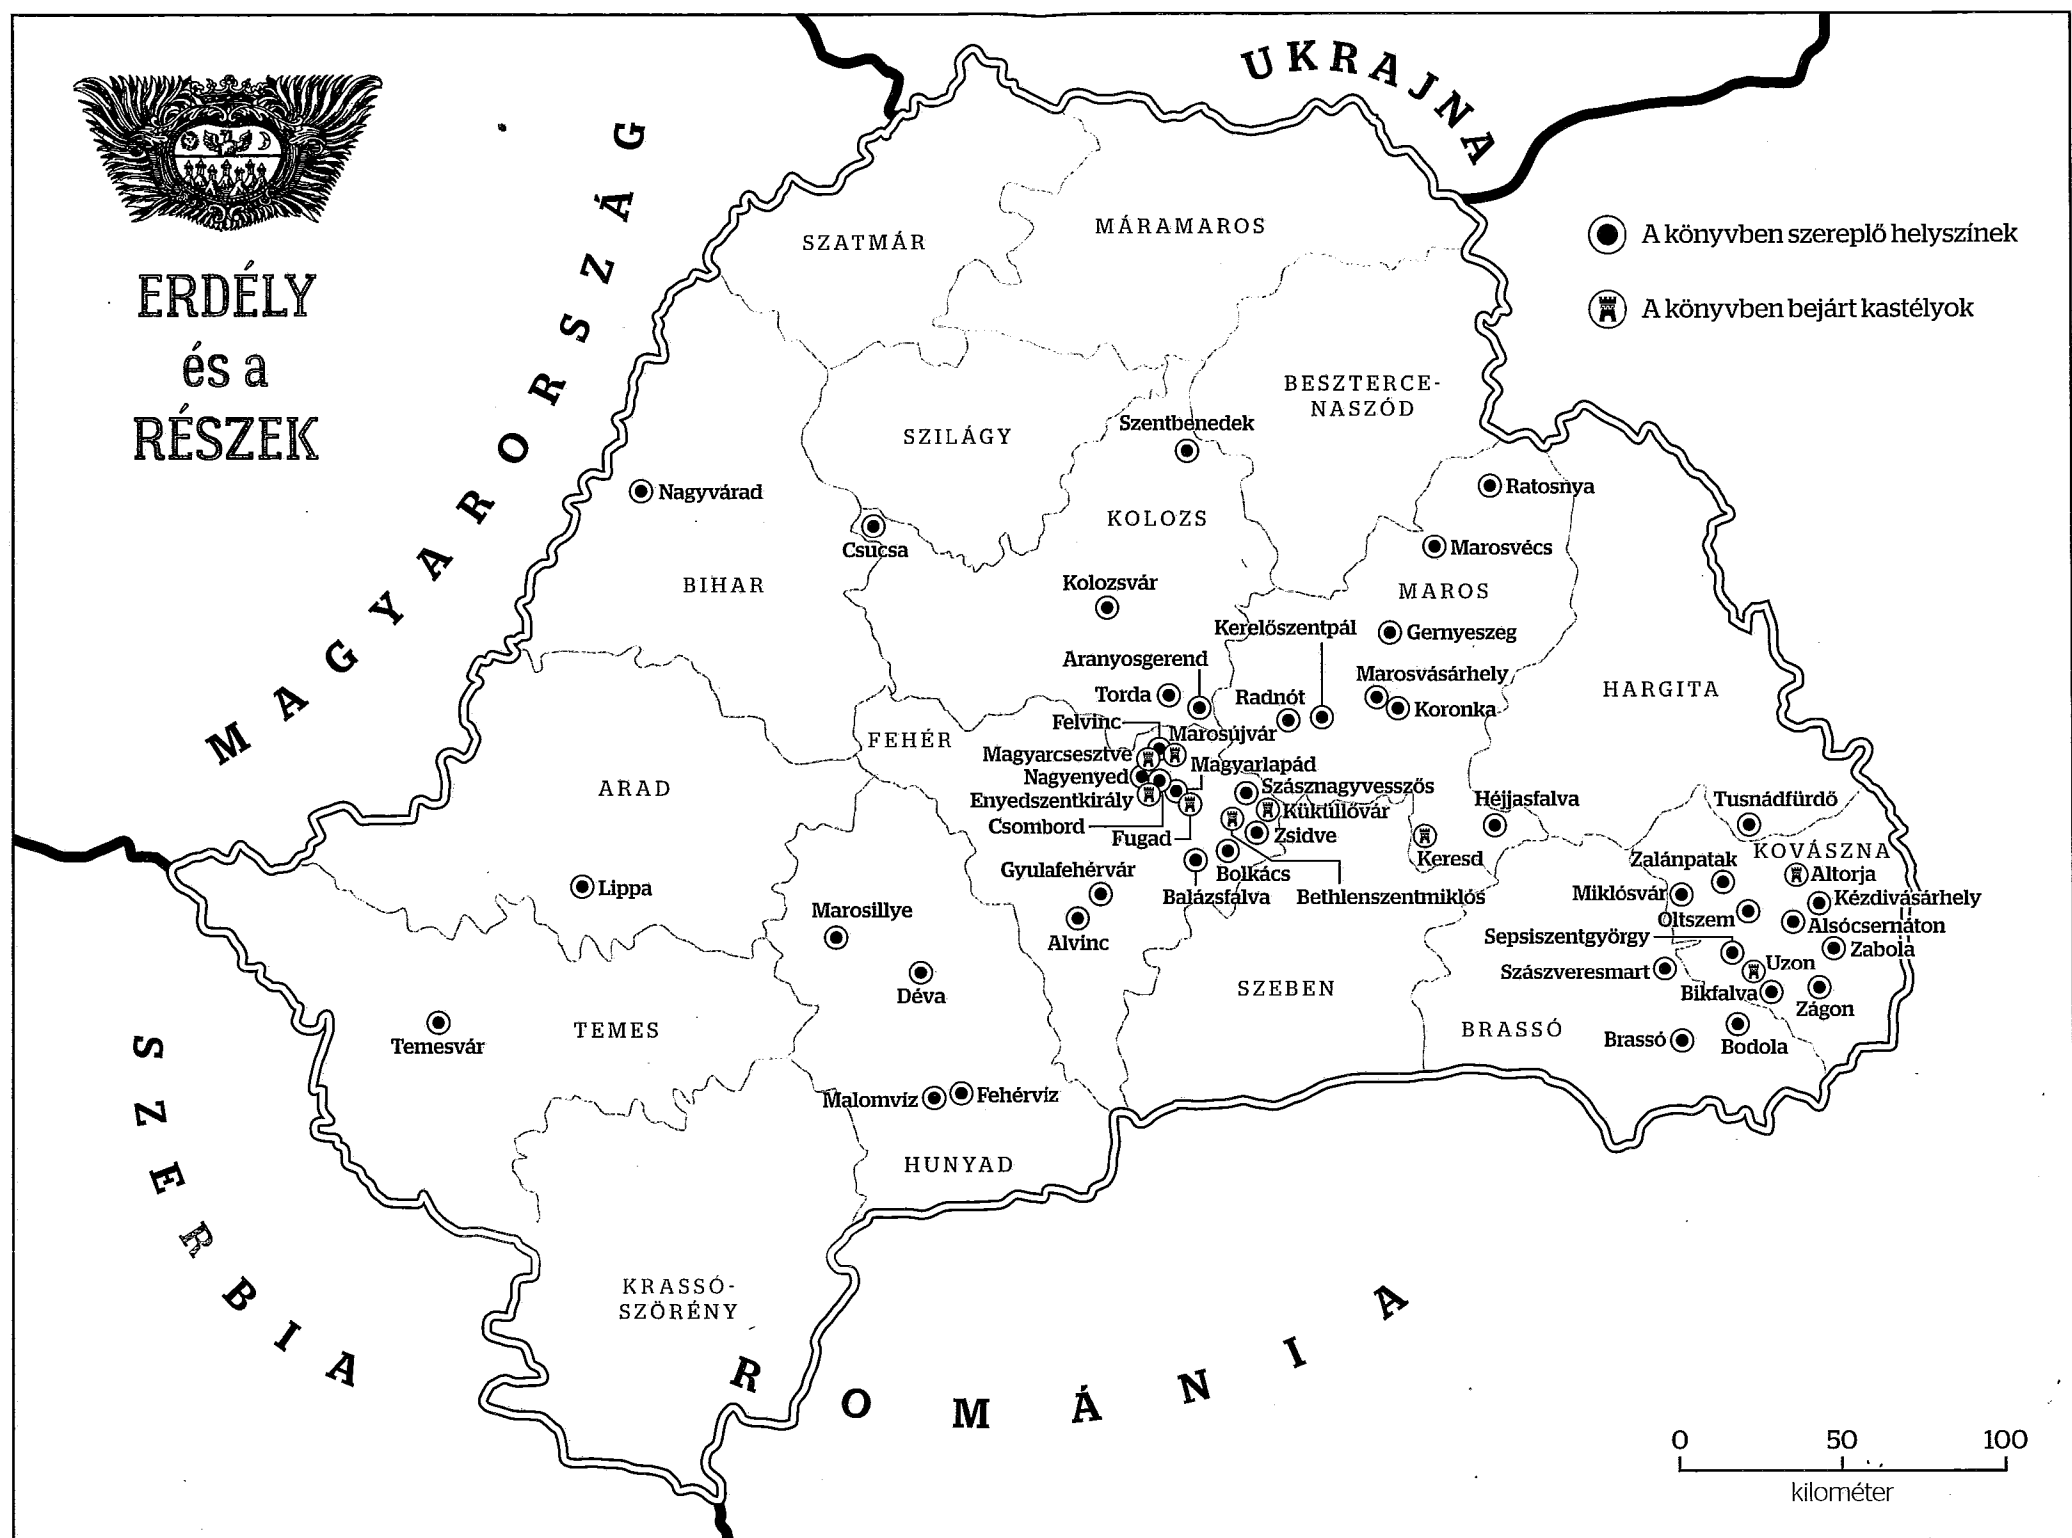 ERDÉLY
és a
RÉSZEK
MAGYARORSZÁG
UKRAJNA
SZERBIA
ROMÁNIA
A könyvben szereplő helyszínek
A könyvben bejárt kastélyok
SZATMÁR
MÁRAMAROS
BESZTERCE-
NASZÓD
SZILÁGY
Szentbenedek
Nagyvárad
Ratosnya
KOLOZS
Csucsa
Marosvécs
BIHAR
Kolozsvár
MAROS
Kerelőszentpál
Gernyeszeg
Aranyosgerend
Marosvásárhely
HARGITA
Torda
Radnót
Koronka
Felvinc
Marosújvár
FEHÉR
Magyarcsesztve
Magyarlapád
Nagyenyed
ARAD
Szásznagyvesszős
Enyedszentkirály
Héjjasfalva
Tusnádfürdő
Küküllővár
Csombord
Fugad
Zsidve
KOVÁSZNA
Keresd
Zalánpatak
Gyulafehérvár
Bolkács
Altorja
Lippa
Miklósvár
Balázsfalva
Bethlenszentmiklós
Kézdivásárhely
Marosillye
Oltszem
Alsócsernáton
Alvinc
Sepsiszentgyörgy
Zabola
Uzon
Szászveresmart
Déva
SZEBEN
Bikfalva
Zágon
TEMES
BRASSÓ
Brassó
Bodola
Temesvár
Malomvíz
Fehérvíz
HUNYAD
KRASSÓ-
SZÖRÉNY
0 50 100
kilométer